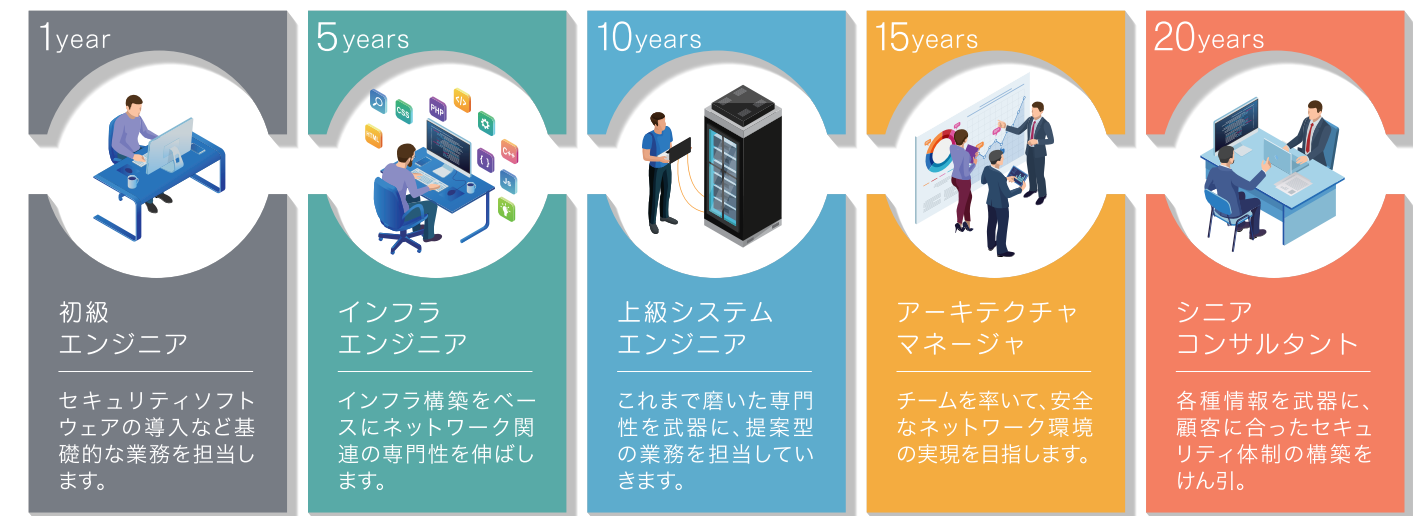 1year
初級
エンジニア
セキュリティソフト
ウェアの導入など基
礎的な業務を担当し
ます。
5years
HTML
CSS
PHP
</>
C++
{ }
Js
インフラ
エンジニア
インフラ構築をベー
スにネットワーク関
連の専門性を伸ばし
ます。
10years
上級システム
エンジニア
これまで磨いた専門
性を武器に、提案型
の業務を担当してい
きます。
15years
アーキテクチャ
マネージャ
チームを率いて、安全
なネットワーク環境
の実現を目指します。
20years
シニア
コンサルタント
各種情報を武器に、
顧客に合ったセキュ
リティ体制の構築を
けん引。